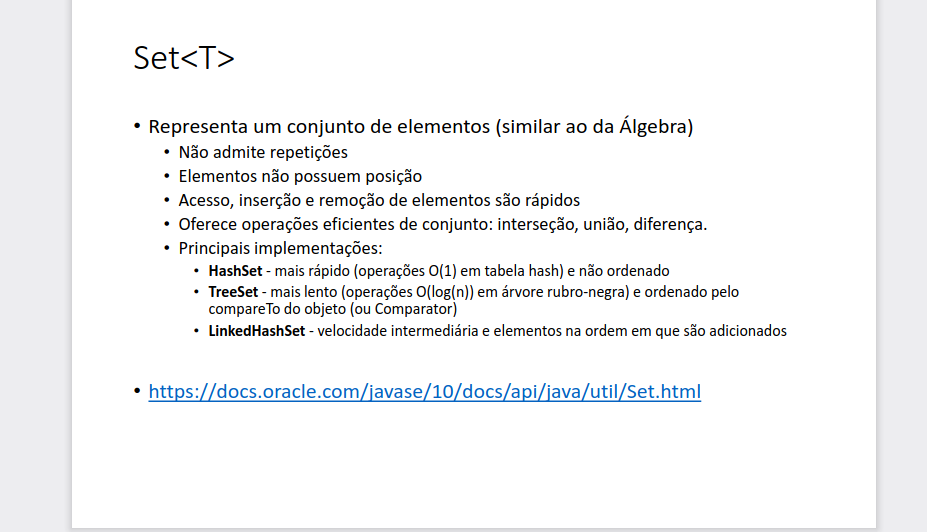 Set<T>
• Representa um conjunto de elementos (similar ao da Álgebra)
• Não admite repetições
• Elementos não possuem posição
• Acesso, inserção e remoção de elementos são rápidos
• Oferece operações eficientes de conjunto: interseção, união, diferença.
• Principais implementações:
• HashSet - mais rápido (operações O(1) em tabela hash) e não ordenado
• TreeSet - mais lento (operações O(log(n)) em árvore rubro-negra) e ordenado pelo
compareTo do objeto (ou Comparator)
• LinkedHashSet - velocidade intermediária e elementos na ordem em que são adicionados
• https://docs.oracle.com/javase/10/docs/api/java/util/Set.html